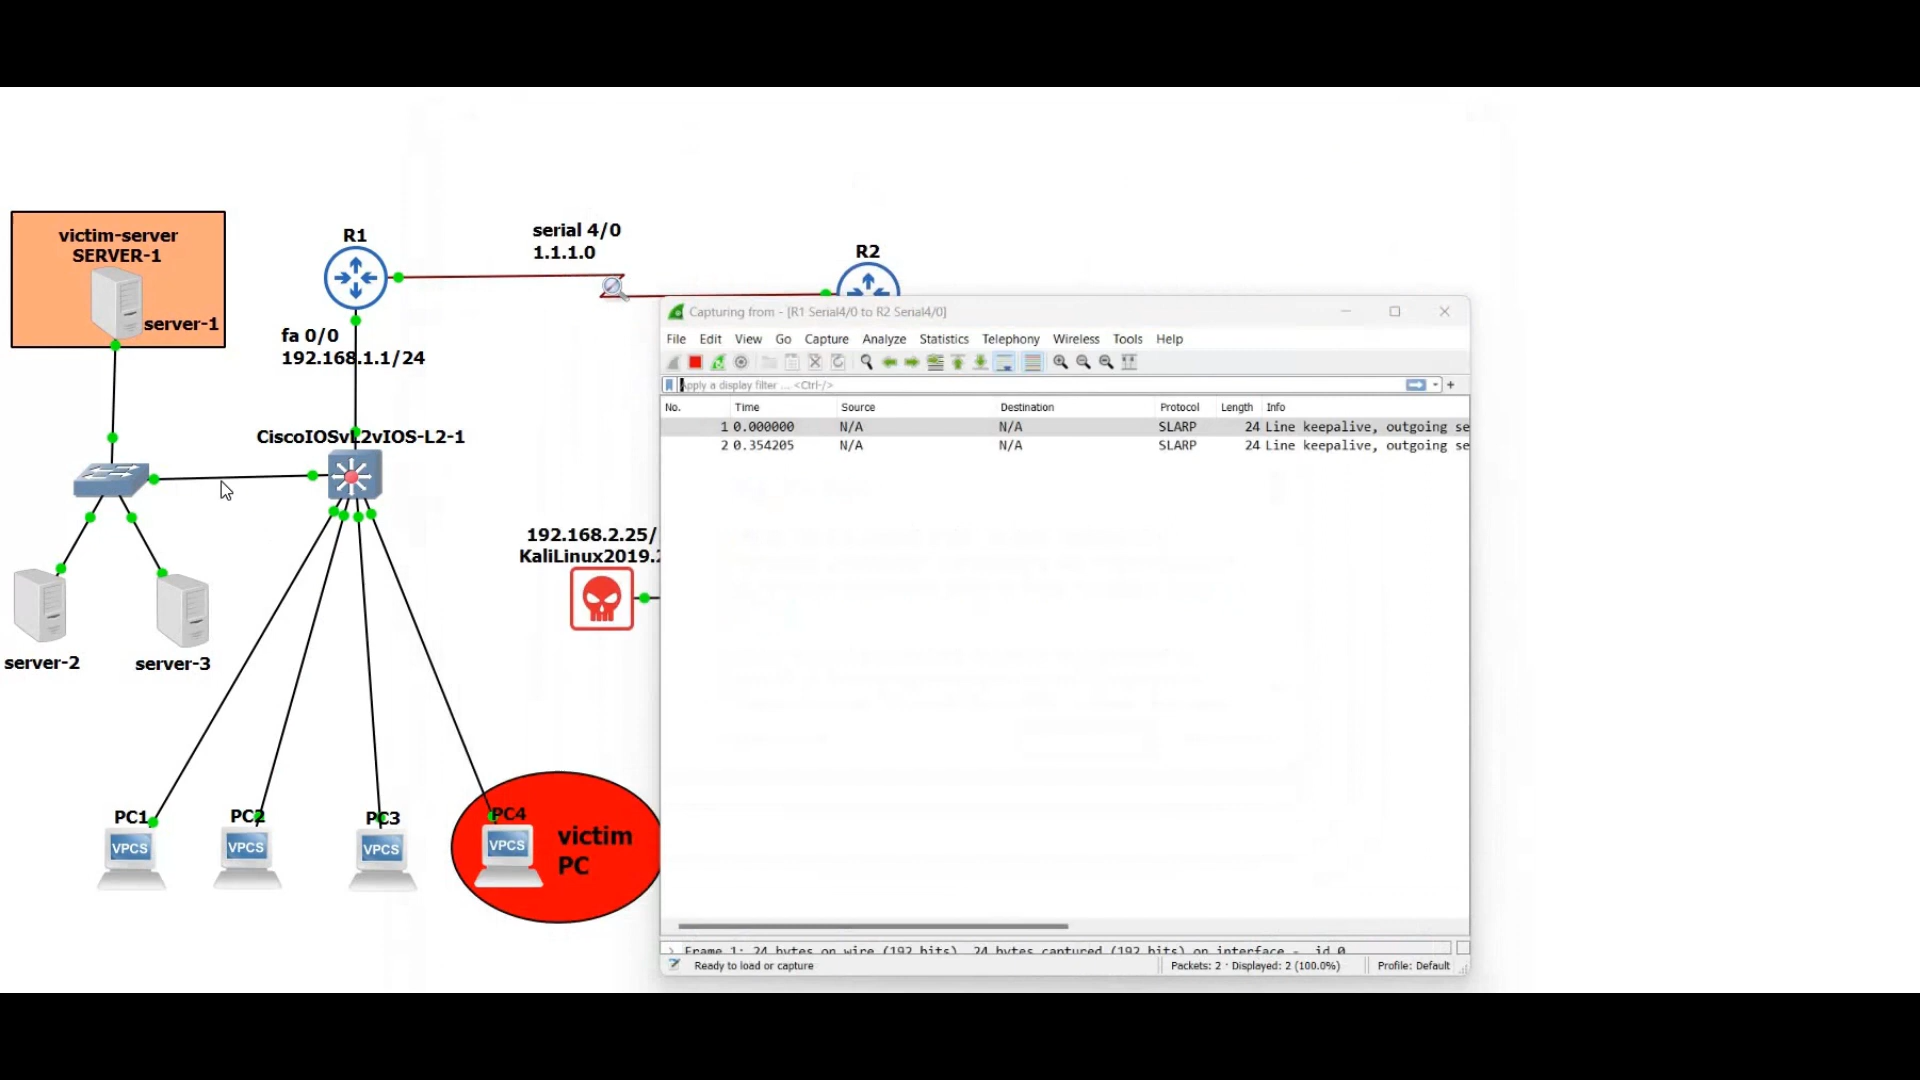 victim-server
SERVER-1
server-1
R1
serial 4/0
1.1.1.0
R2
fa 0/0
192.168.1.1/24
CiscoIOSvL2vIOS-L2-1
server-2
server-3
192.168.2.25/
KaliLinux2019.2
PC1
VPCS
PC2
VPCS
PC3
VPCS
PC4
VPCS
victim
PC
Capturing from - [R1 Serial4/0 to R2 Serial4/0]
File Edit View Go Capture Analyze Statistics Telephony Wireless Tools Help
Apply a display filter ... <Ctrl-/>
No. Time Source Destination Protocol Length Info
1 0.000000 N/A N/A SLARP 24 Line keepalive, outgoing se
2 0.354205 N/A N/A SLARP 24 Line keepalive, outgoing se
Frame 1: 24 bytes on wire (192 bits), 24 bytes captured (192 bits) on interface -, id 0
Ready to load or capture
Packets: 2 · Displayed: 2 (100.0%)
Profile: Default